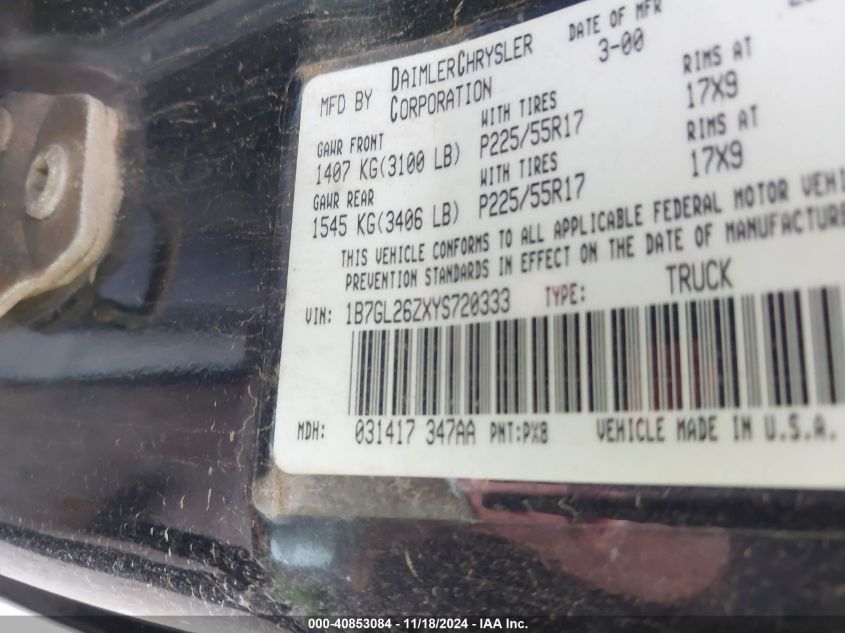 MFD BY DAIMLERCHRYSLER CORPORATION
DATE OF MFR
3-00
GAWR FRONT
1407 KG(3100 LB)
WITH TIRES
P225/55R17
RIMS AT
17X9
GAWR REAR
1545 KG(3406 LB)
WITH TIRES
P225/55R17
RIMS AT
17X9
THIS VEHICLE CONFORMS TO ALL APPLICABLE FEDERAL MOTOR VEHI
PREVENTION STANDARDS IN EFFECT ON THE DATE OF MANUFACTURE
VIN: 1B7GL26ZXYS720333 TYPE: TRUCK
MDH: 031417 347AA PNT:PX8 VEHICLE MADE IN U.S.A.
000-40853084 - 11/18/2024 - IAA Inc.